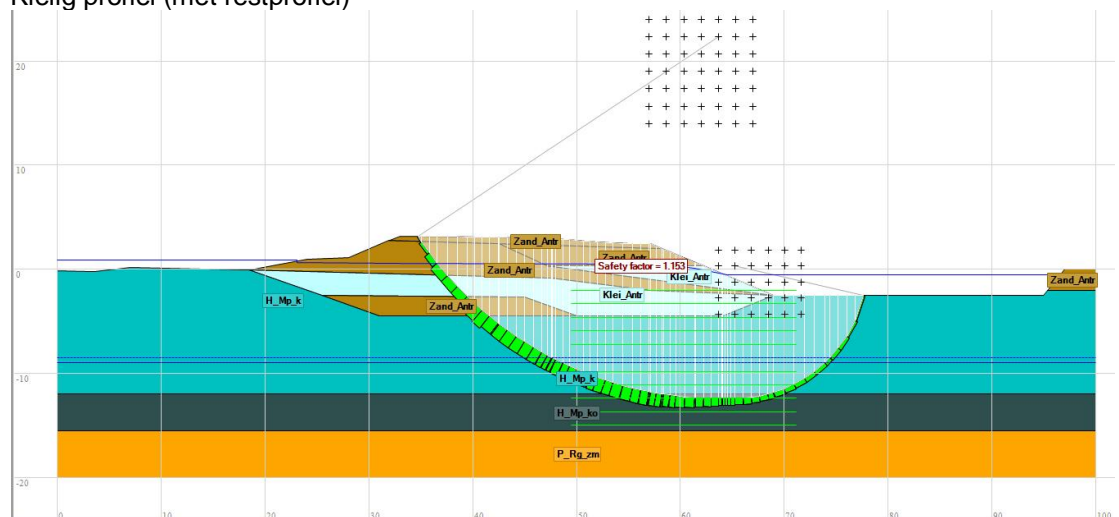 Kleiig profiel (met restprofiel)
20
10
Zand_Antr
Zand_Antr
Safety factor = 1.153
0
Zand_Antr
Klei_Antr
Zand_Antr
Klei_Antr
H_Mp_k
Zand_Antr
-10
H_Mp_k
H_Mp_ko
P_Rg_zm
-20
0 10 20 30 40 50 60 70 80 90 100